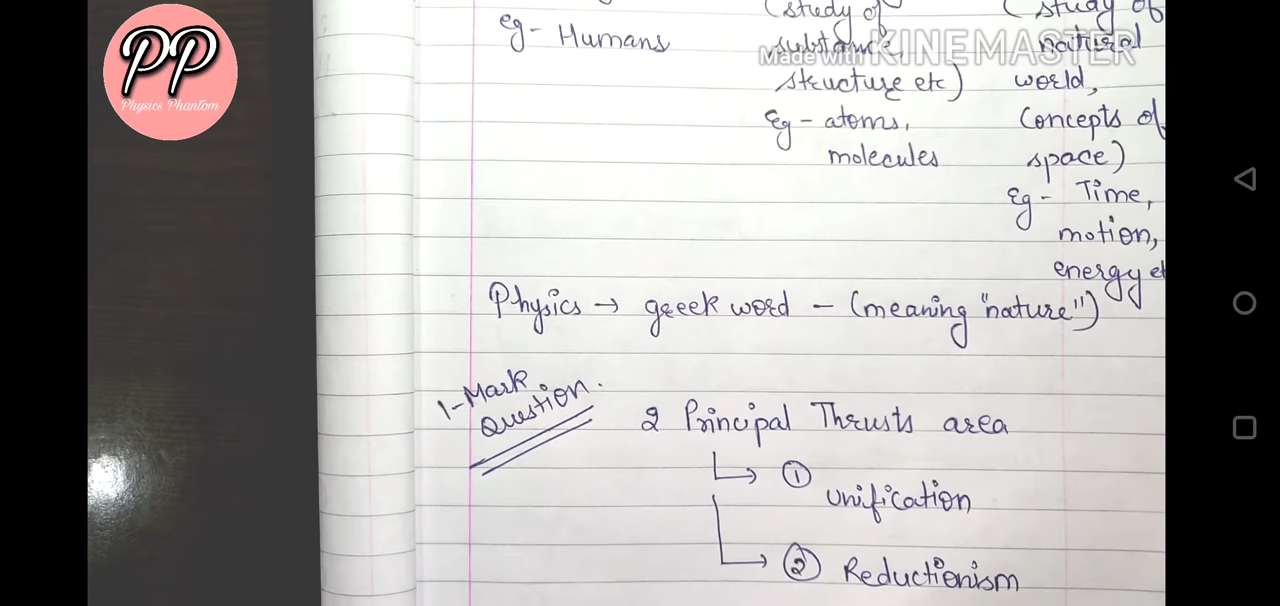 PP
Physics Phantom
Made with KINEMASTER
eg- Humans
(study of
substance,
structure etc)
Eg- atoms,
molecules
( study of
natural
world,
Concepts of
space)
Eg- Time,
motion,
energy et
Physics → greek word - (meaning "nature")
1-Mark
Question.
2 Principal Thrusts area
① unification
② Reductionism